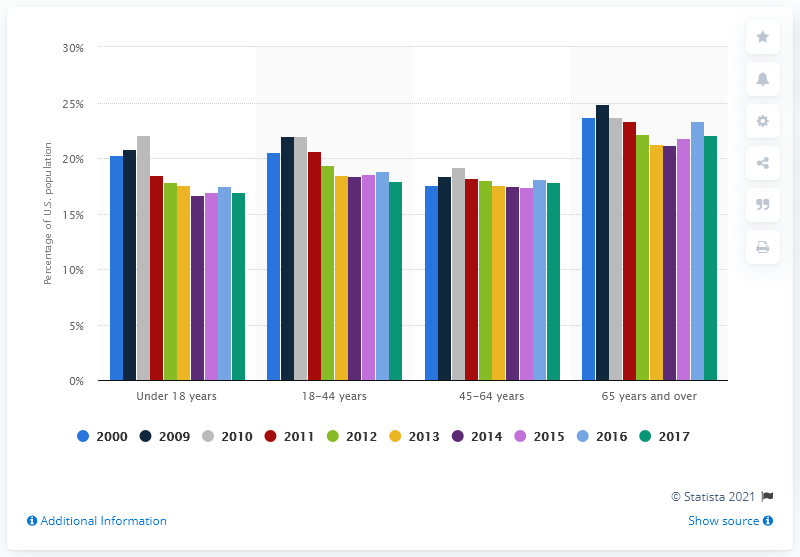 30%
25%
20%
15%
10%
5%
0%
Percentage of U.S. population
Under 18 years 18–44 years 45–64 years 65 years and over
2000 2009 2010 2011 2012 2013 2014 2015 2016 2017
© Statista 2021
Additional Information Show source